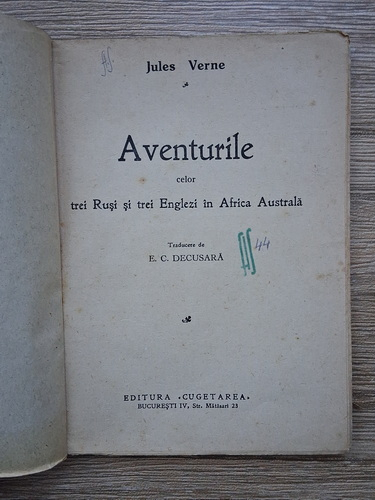 Jules Verne
Aventurile
celor
trei Ruşi şi trei Englezi în Africa Australă
Traducere de
E. C. DECUSARĂ
44
EDITURA «CUGETAREA»
BUCUREŞTI IV, Str. Mătăsari 23